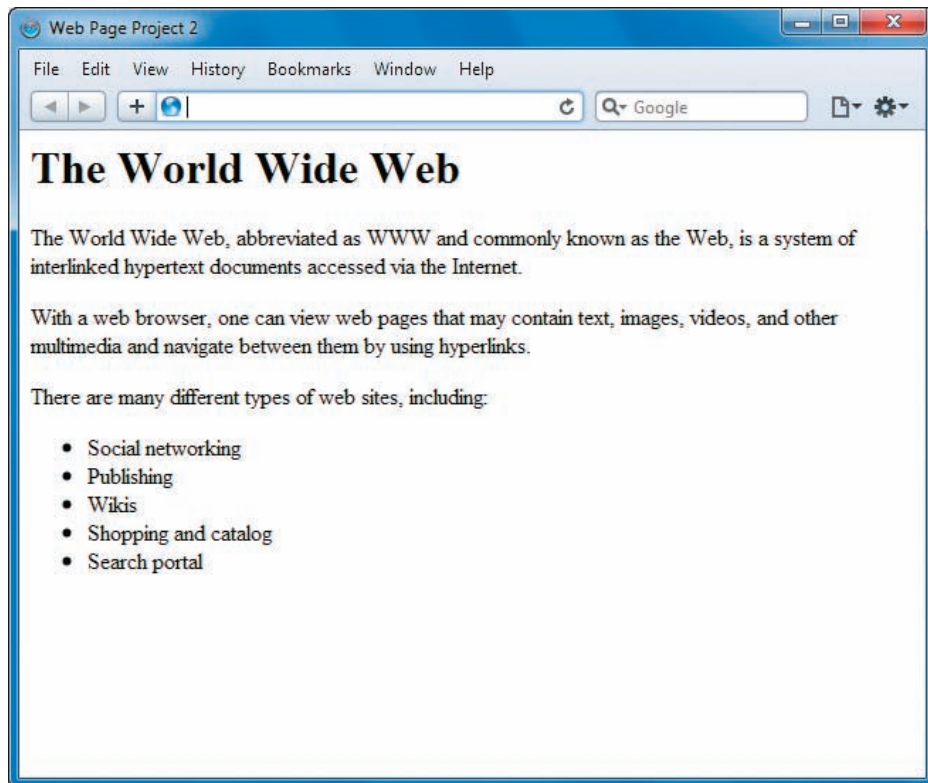 Web Page Project 2
File Edit View History Bookmarks Window Help
Google
The World Wide Web
The World Wide Web, abbreviated as WWW and commonly known as the Web, is a system of
interlinked hypertext documents accessed via the Internet.
With a web browser, one can view web pages that may contain text, images, videos, and other
multimedia and navigate between them by using hyperlinks.
There are many different types of web sites, including:
• Social networking
• Publishing
• Wikis
• Shopping and catalog
• Search portal